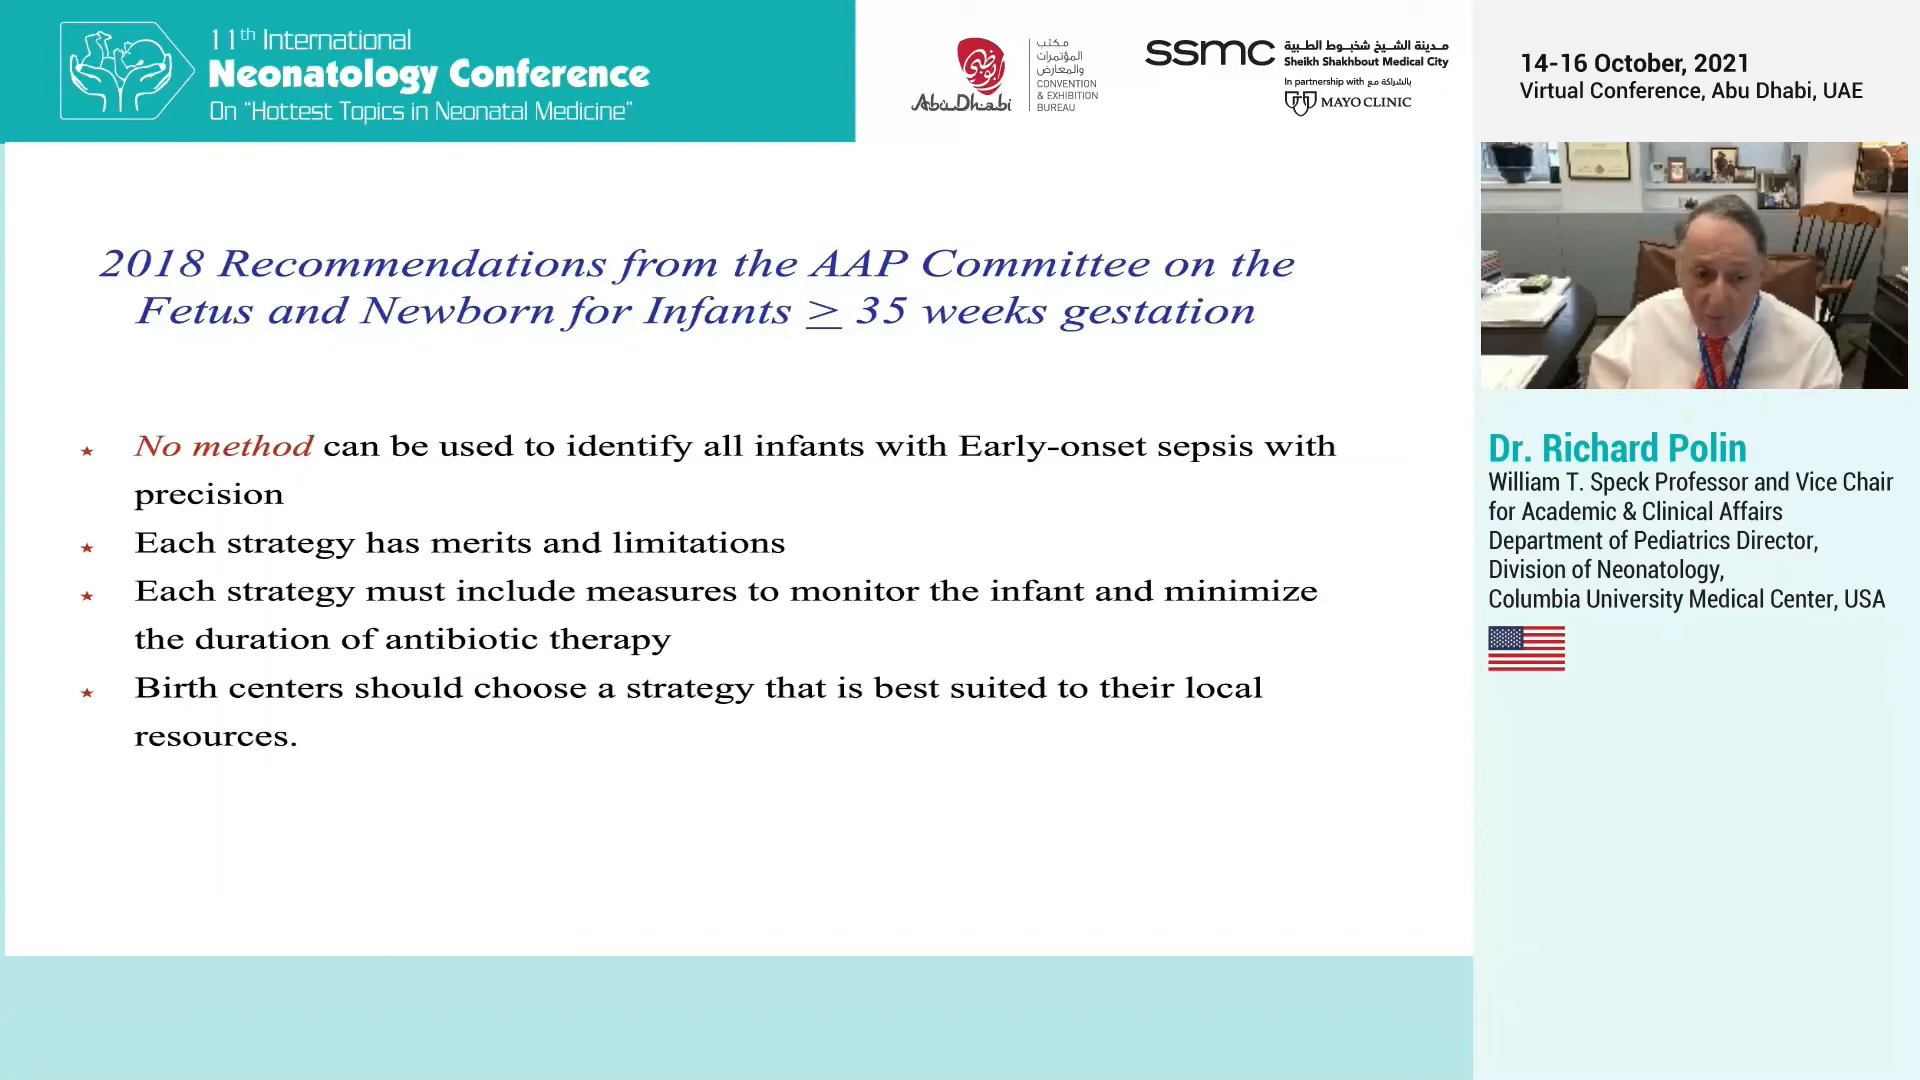 11th International
Neonatology Conference
On "Hottest Topics in Neonatal Medicine"
أبوظبي
Abu Dhabi
مكتب
المؤتمرات
والمعارض
CONVENTION
& EXHIBITION
BUREAU
ssmc
مدينة الشيخ شخبوط الطبية
Sheikh Shakhbout Medical City
In partnership with بالشراكة مع
MAYO CLINIC
14-16 October, 2021
Virtual Conference, Abu Dhabi, UAE
2018 Recommendations from the AAP Committee on the
Fetus and Newborn for Infants ≥ 35 weeks gestation
No method can be used to identify all infants with Early-onset sepsis with
precision
Each strategy has merits and limitations
Each strategy must include measures to monitor the infant and minimize
the duration of antibiotic therapy
Birth centers should choose a strategy that is best suited to their local
resources.
Dr. Richard Polin
William T. Speck Professor and Vice Chair
for Academic & Clinical Affairs
Department of Pediatrics Director,
Division of Neonatology,
Columbia University Medical Center, USA